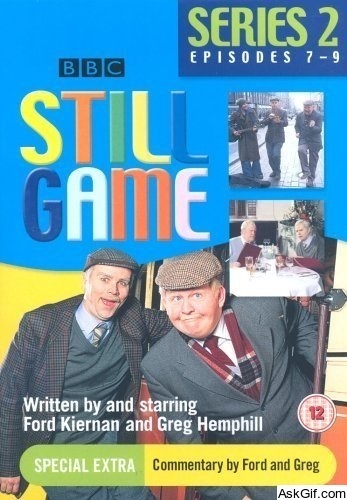 SERIES 2
EPISODES 7-9
BBC
STILL
GAME
Written by and starring
Ford Kiernan and Greg Hemphill
12
SPECIAL EXTRA
Commentary by Ford and Greg
AskGif.com